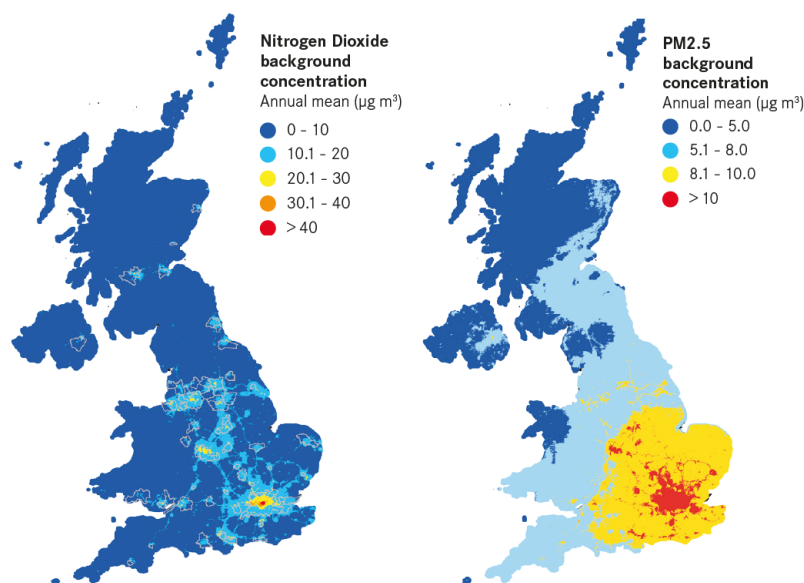 Nitrogen Dioxide
background
concentration
Annual mean (µg m³)
0 - 10
10.1 - 20
20.1 - 30
30.1 - 40
> 40
PM2.5
background
concentration
Annual mean (µg m³)
0.0 - 5.0
5.1 - 8.0
8.1 - 10.0
> 10